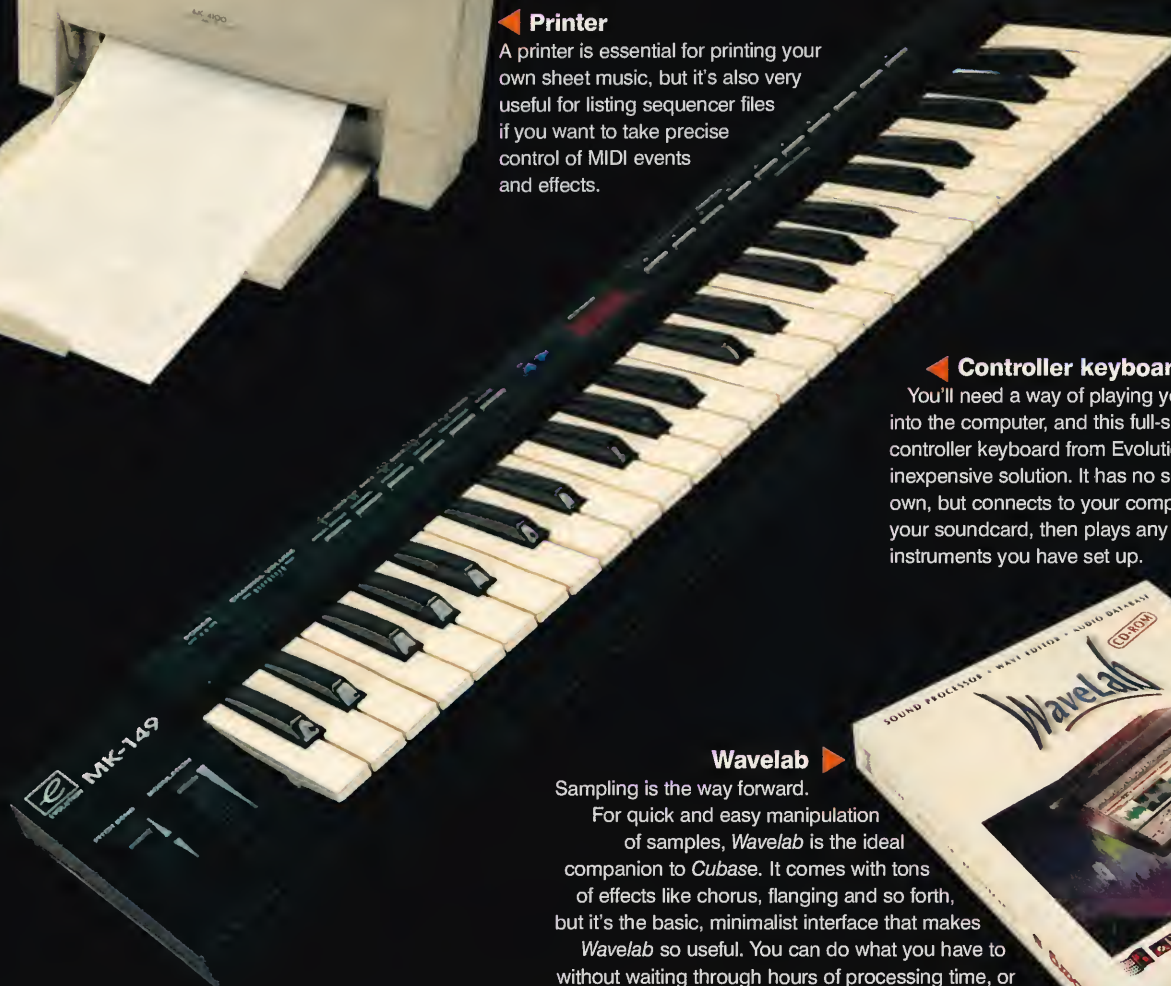 Printer
A printer is essential for printing your
own sheet music, but it's also very
useful for listing sequencer files
if you want to take precise
control of MIDI events
and effects.
Controller keyboar
You'll need a way of playing yo
into the computer, and this full-s
controller keyboard from Evoluti
inexpensive solution. It has no s
own, but connects to your comp
your soundcard, then plays any
instruments you have set up.
MK-149
EVOLUTION
PITCH BEND
MODULATION
POWER
CHANNEL VOLUME
SOUND PROCESSOR • WAVE EDITOR • AUDIO DATABASE
CD-ROM
WaveLab
Wavelab
Sampling is the way forward.
For quick and easy manipulation
of samples, Wavelab is the ideal
companion to Cubase. It comes with tons
of effects like chorus, flanging and so forth,
but it's the basic, minimalist interface that makes
Wavelab so useful. You can do what you have to
without waiting through hours of processing time, or